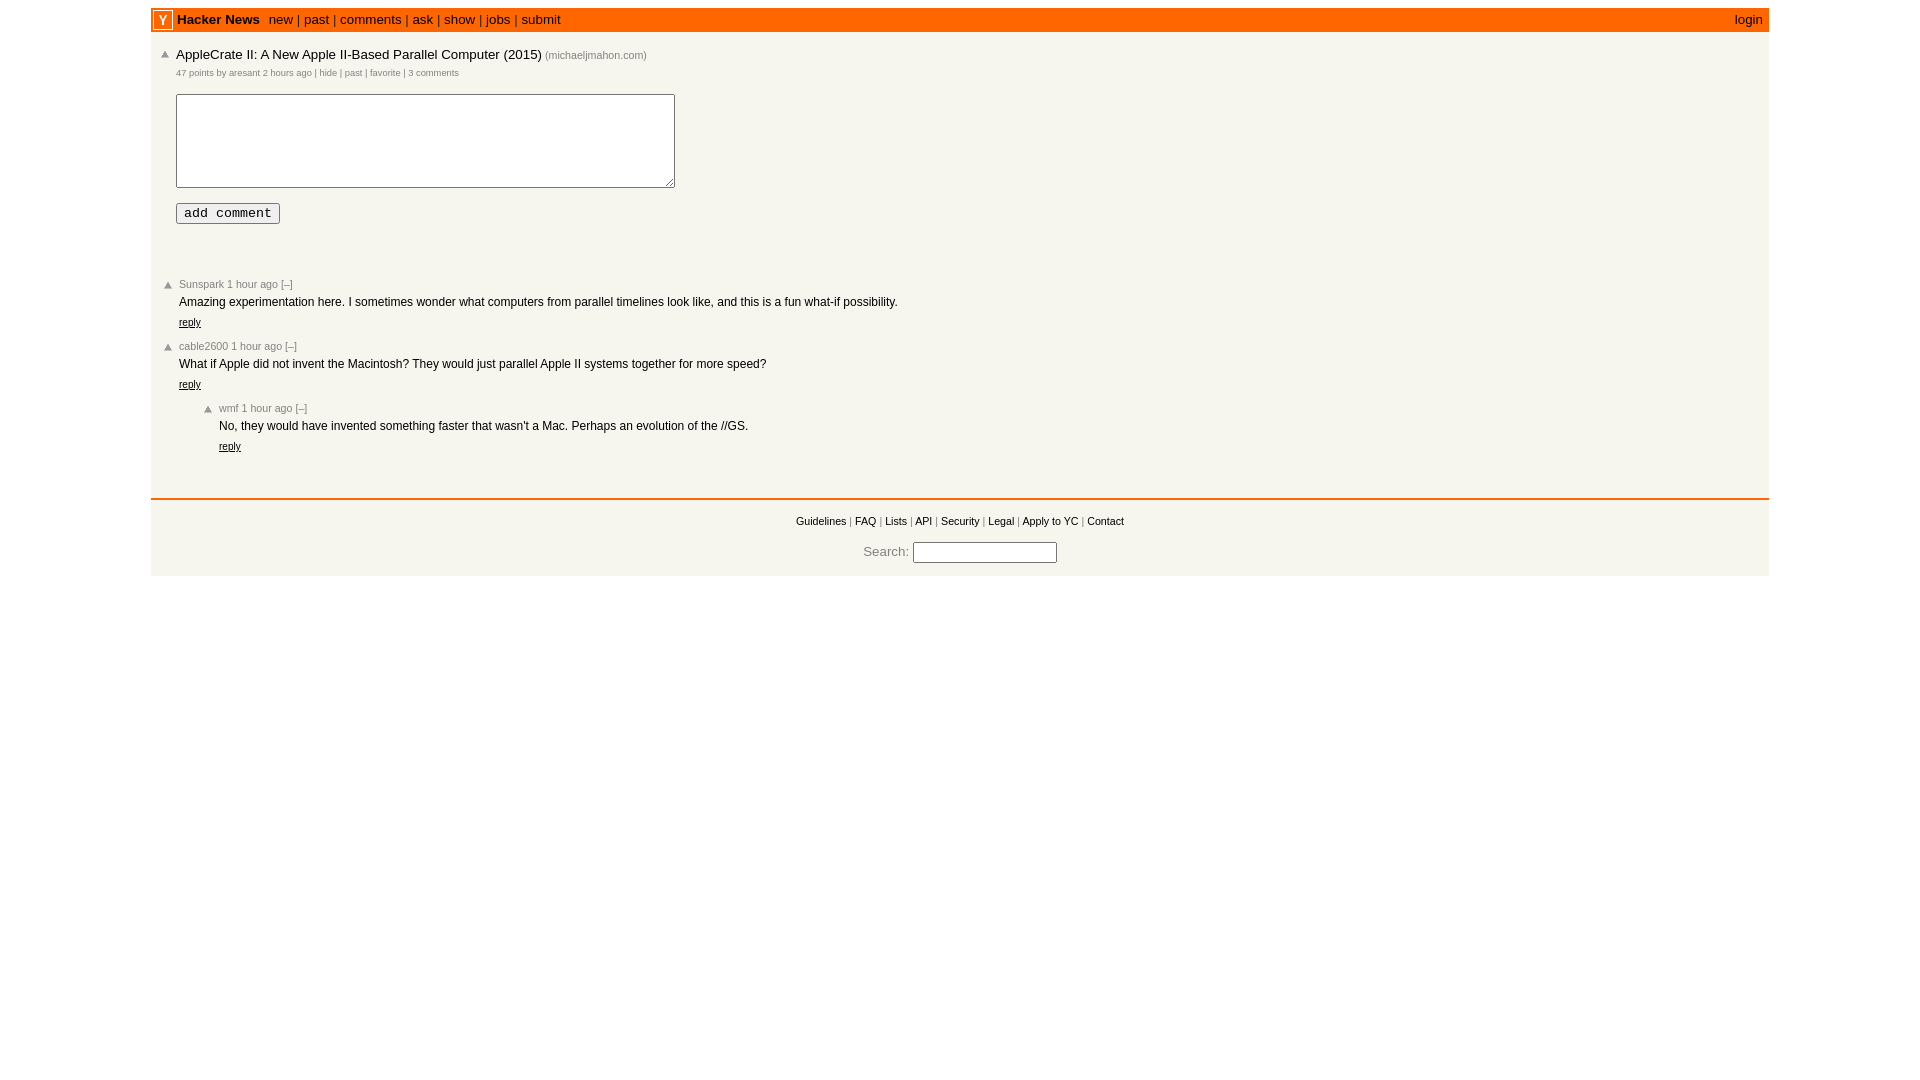 Y Hacker News new | past | comments | ask | show | jobs | submit login
AppleCrate II: A New Apple II-Based Parallel Computer (2015) (michaeljmahon.com)
47 points by aresant 2 hours ago | hide | past | favorite | 3 comments
add comment
Sunspark 1 hour ago [–]
Amazing experimentation here. I sometimes wonder what computers from parallel timelines look like, and this is a fun what-if possibility.
reply
cable2600 1 hour ago [–]
What if Apple did not invent the Macintosh? They would just parallel Apple II systems together for more speed?
reply
wmf 1 hour ago [–]
No, they would have invented something faster that wasn't a Mac. Perhaps an evolution of the //GS.
reply
Guidelines | FAQ | Lists | API | Security | Legal | Apply to YC | Contact
Search: